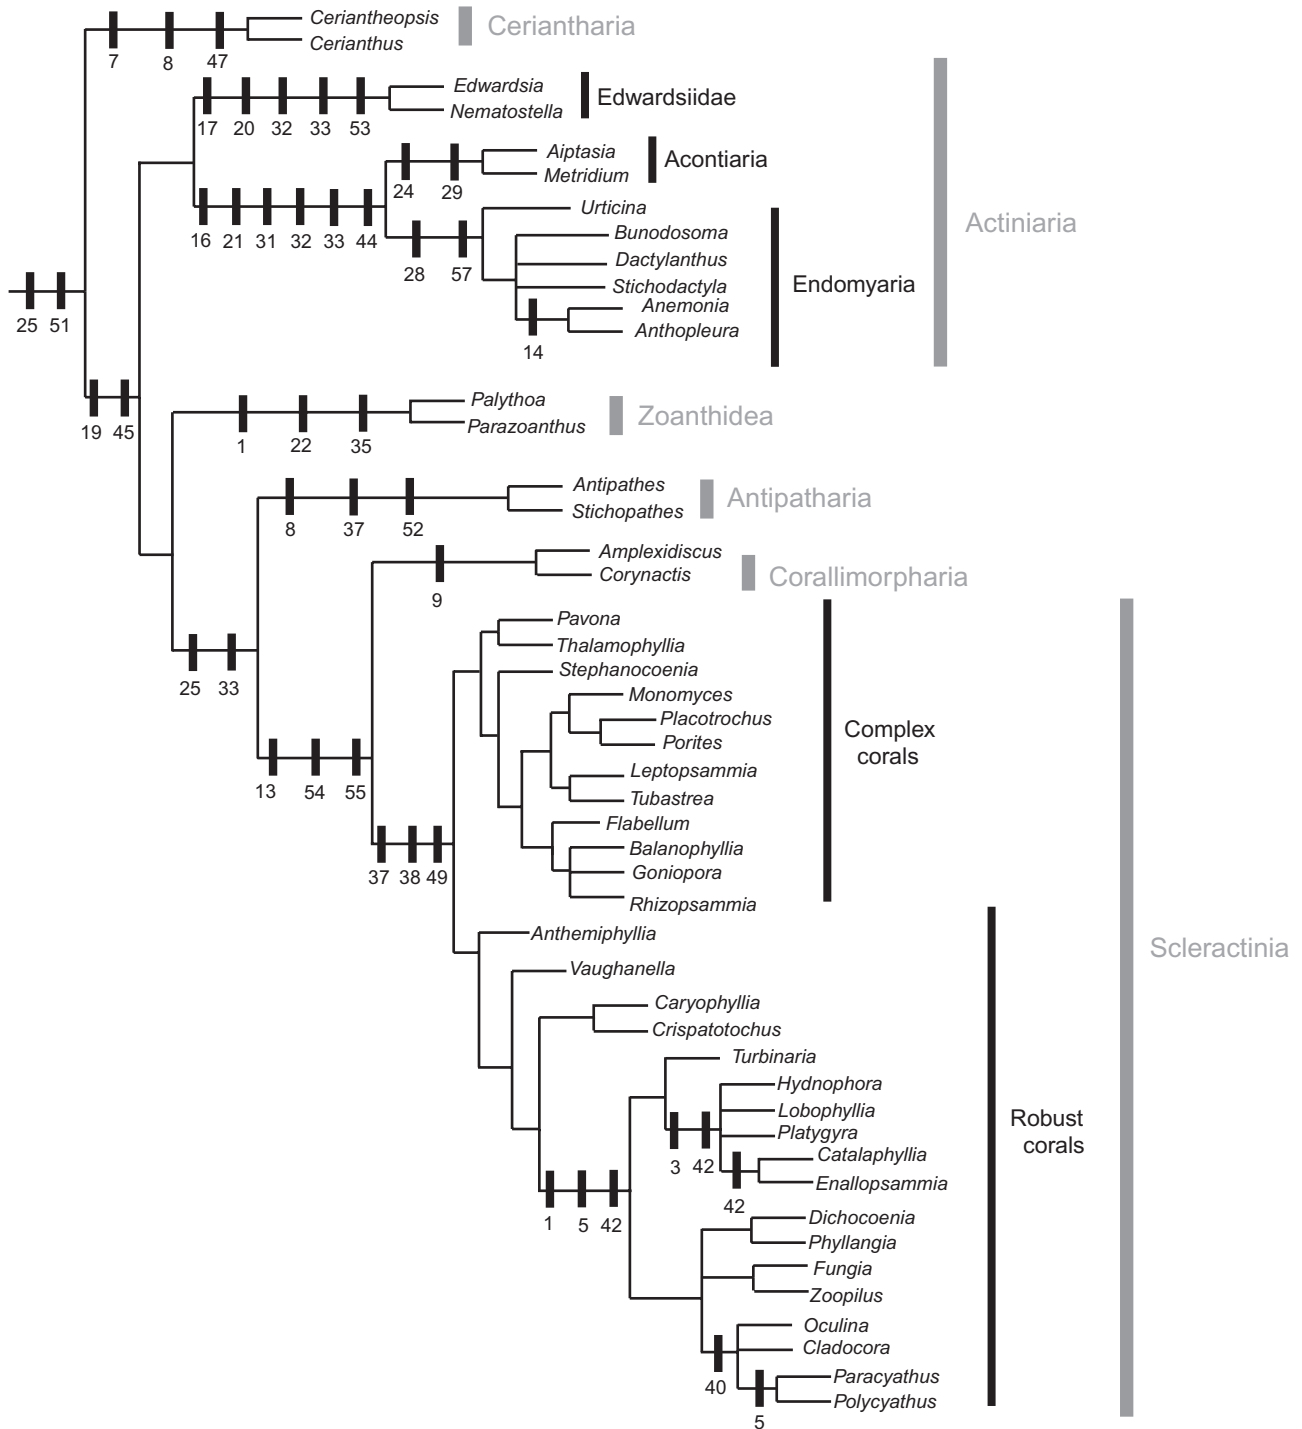 Ceriantheopsis
Cerianthus
Ceriantharia
7 8 47
Edwardsia
Nematostella
Edwardsiidae
17 20 32 33 53
Aiptasia
Metridium
Acontiaria
24 29
Urticina
Bunodosoma
Dactylanthus
Stichodactyla
Anemonia
Anthopleura
Endomyaria
Actiniaria
16 21 31 32 33 44
28 57
14
25 51
19 45
Palythoa
Parazoanthus
Zoanthidea
1 22 35
Antipathes
Stichopathes
Antipatharia
8 37 52
Amplexidiscus
Corynactis
Corallimorpharia
9
25 33
Pavona
Thalamophyllia
Stephanocoenia
Monomyces
Placotrochus
Porites
Leptopsammia
Tubastrea
Flabellum
Balanophyllia
Goniopora
Rhizopsammia
Complex
corals
13 54 55
37 38 49
Anthemiphyllia
Vaughanella
Caryophyllia
Crispatotochus
Turbinaria
Hydnophora
Lobophyllia
Platygyra
Catalaphyllia
Enallopsammia
3 42
42
1 5 42
Dichocoenia
Phyllangia
Fungia
Zoopilus
Oculina
Cladocora
Paracyathus
Polycyathus
40
5
Robust
corals
Scleractinia